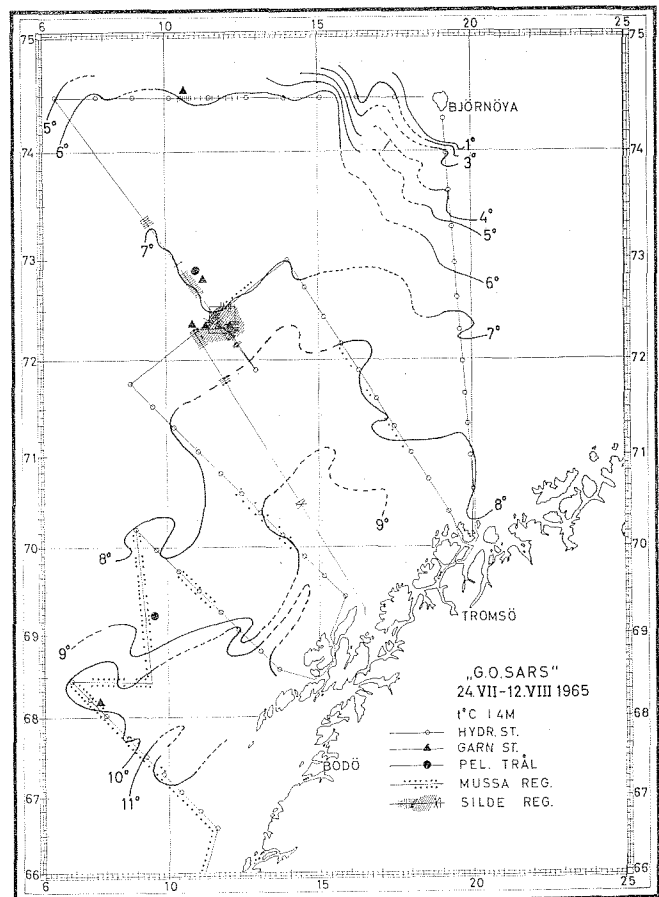 6 10 15 20 25
75 75
BJÖRNÖYA
5° 6° 1° 3°
74 74
4°
5°
73 7° 6° 73
7°
72 72
71 71
9° 8°
70 8° 70
TROMSÖ
69 9° 69
„G.O.SARS"
24.VII-12.VIII 1965
t°C I 4M
68 HYDR. ST. 68
GARN ST.
10° BODÖ PEL. TRÅL
11° MUSSA REG.
67 SILDE REG. 67
66 66
6 10 15 20 25